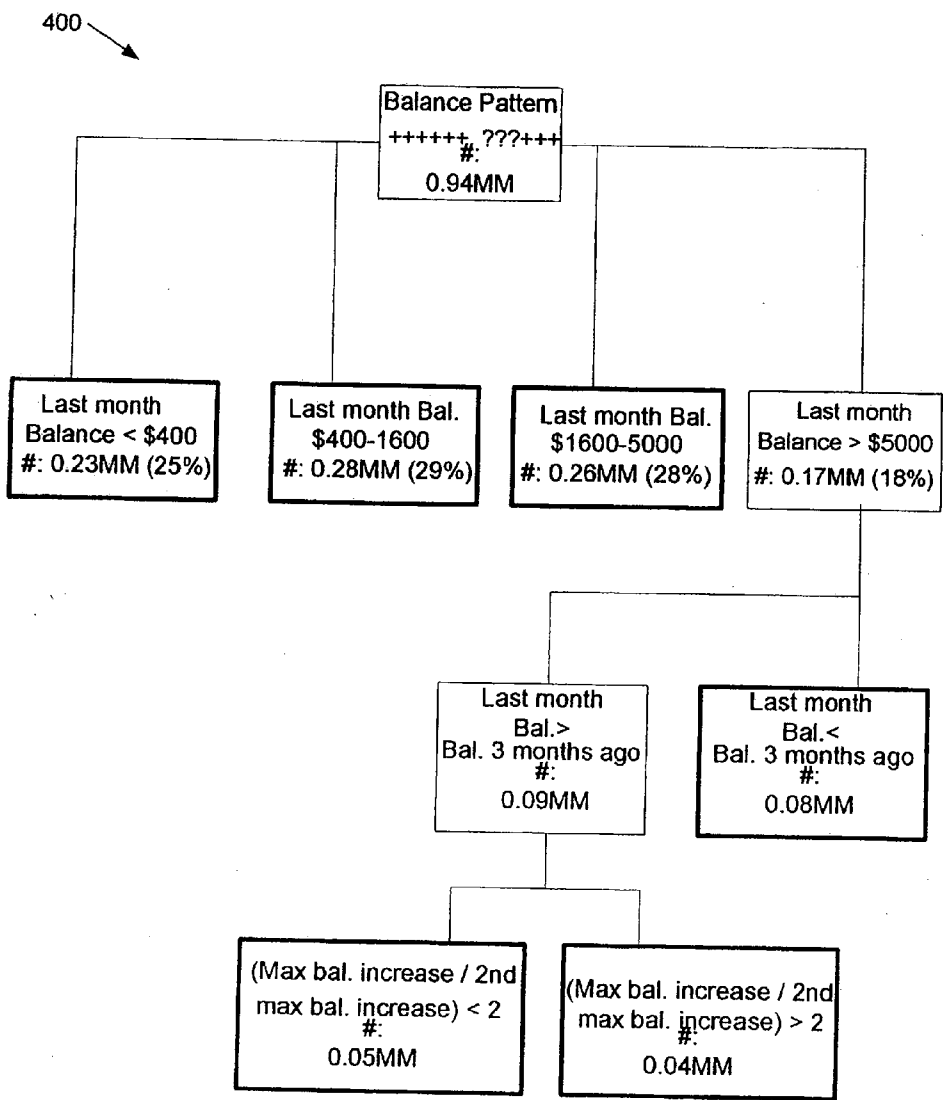 400
Balance Pattern
++++++, ???+++
#:
0.94MM
Last month
Balance < $400
#: 0.23MM (25%)
Last month Bal.
$400-1600
#: 0.28MM (29%)
Last month Bal.
$1600-5000
#: 0.26MM (28%)
Last month
Balance > $5000
#: 0.17MM (18%)
Last month
Bal.>
Bal. 3 months ago
#:
0.09MM
Last month
Bal.<
Bal. 3 months ago
#:
0.08MM
(Max bal. increase / 2nd
max bal. increase) < 2
#:
0.05MM
(Max bal. increase / 2nd
max bal. increase) > 2
#:
0.04MM